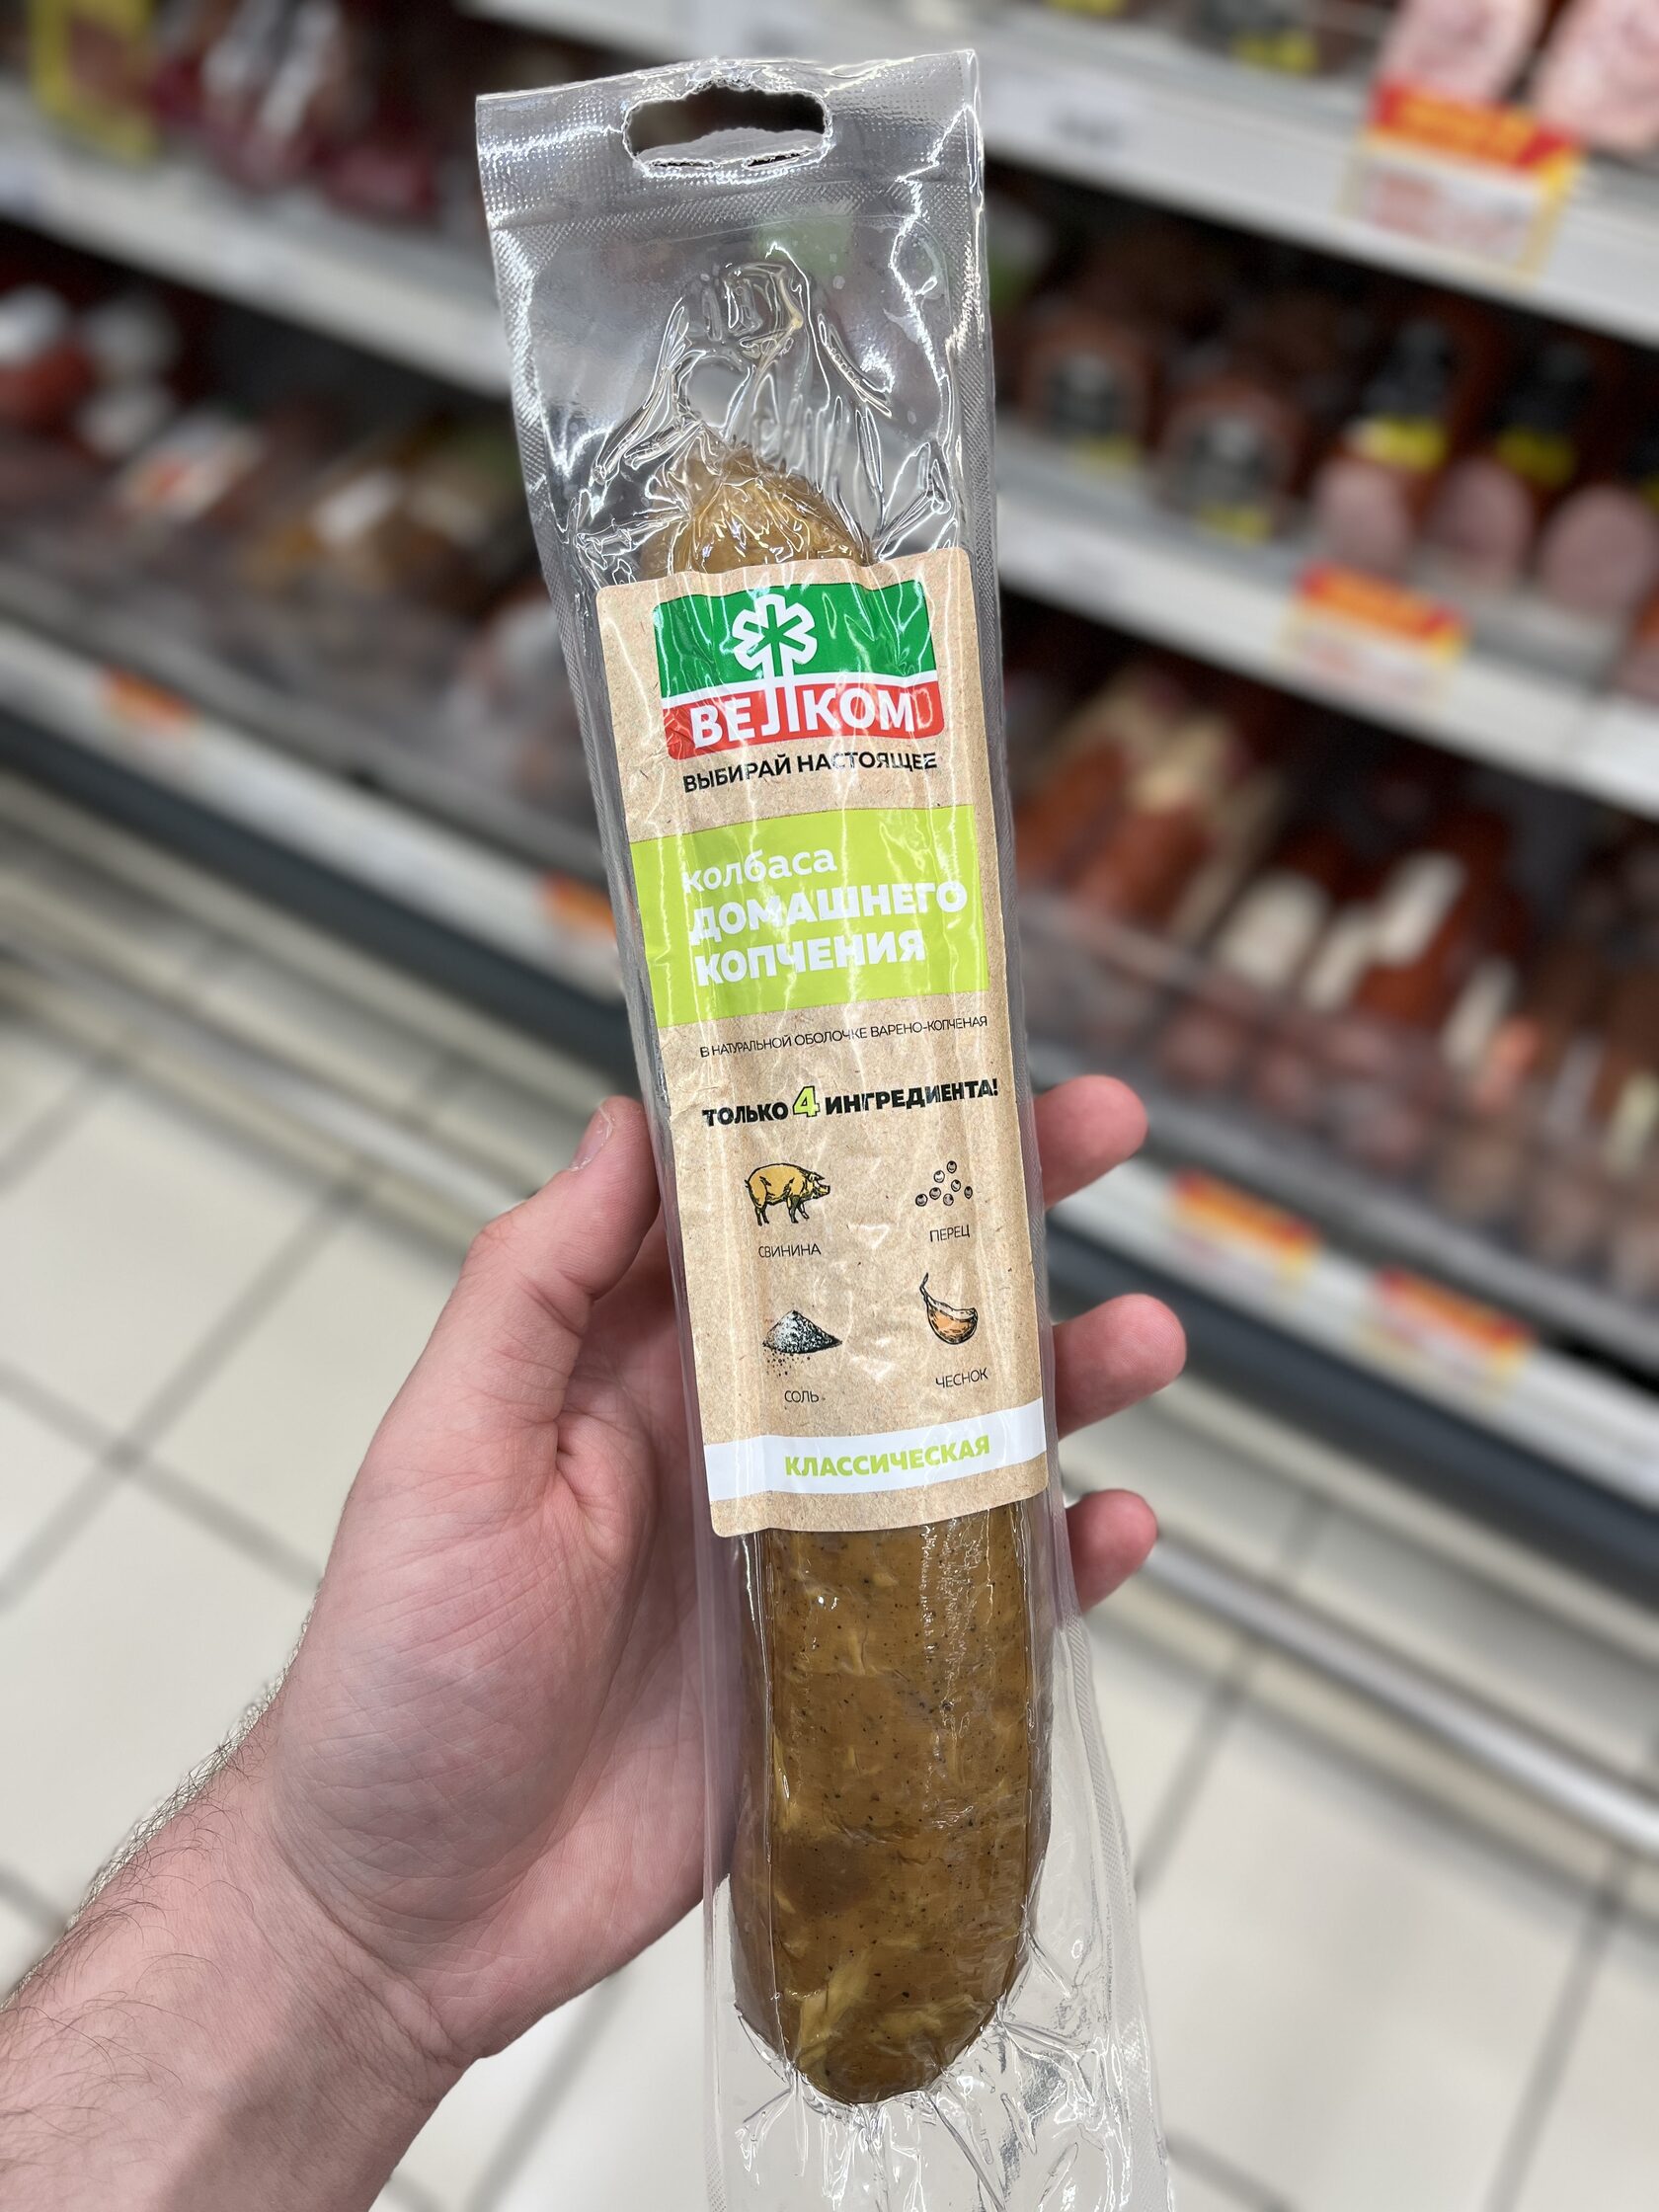 ВЕЛКОМ
ВЫБИРАЙ НАСТОЯЩЕЕ
колбаса
ДОМАШНЕГО
КОПЧЕНИЯ
В НАТУРАЛЬНОЙ ОБОЛОЧКЕ ВАРЕНО-КОПЧЕНАЯ
ТОЛЬКО 4 ИНГРЕДИЕНТА!
СВИНИНА
ПЕРЕЦ
СОЛЬ
ЧЕСНОК
КЛАССИЧЕСКАЯ